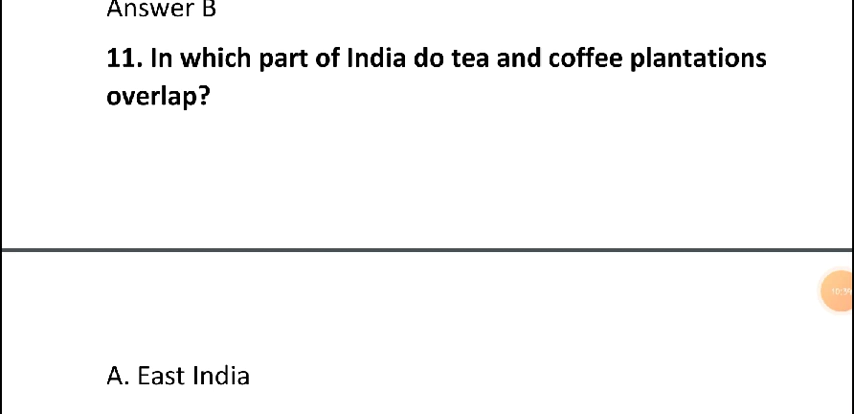 Answer B
11. In which part of India do tea and coffee plantations
overlap?
A. East India